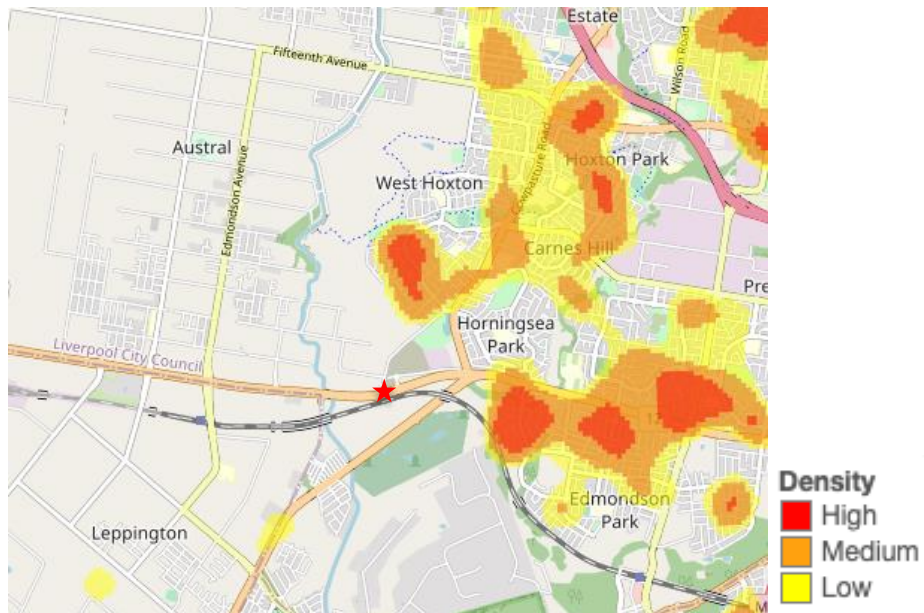 Estate
Fifteenth Avenue
Wilson Road
Austral
Edmondson Avenue
Cowpasture Road
Hoxton Park
West Hoxton
Carnes Hill
Pre
Horningsea
Park
Liverpool City Council
12
Edmondson
Park
Leppington
M
Density
High
Medium
Low